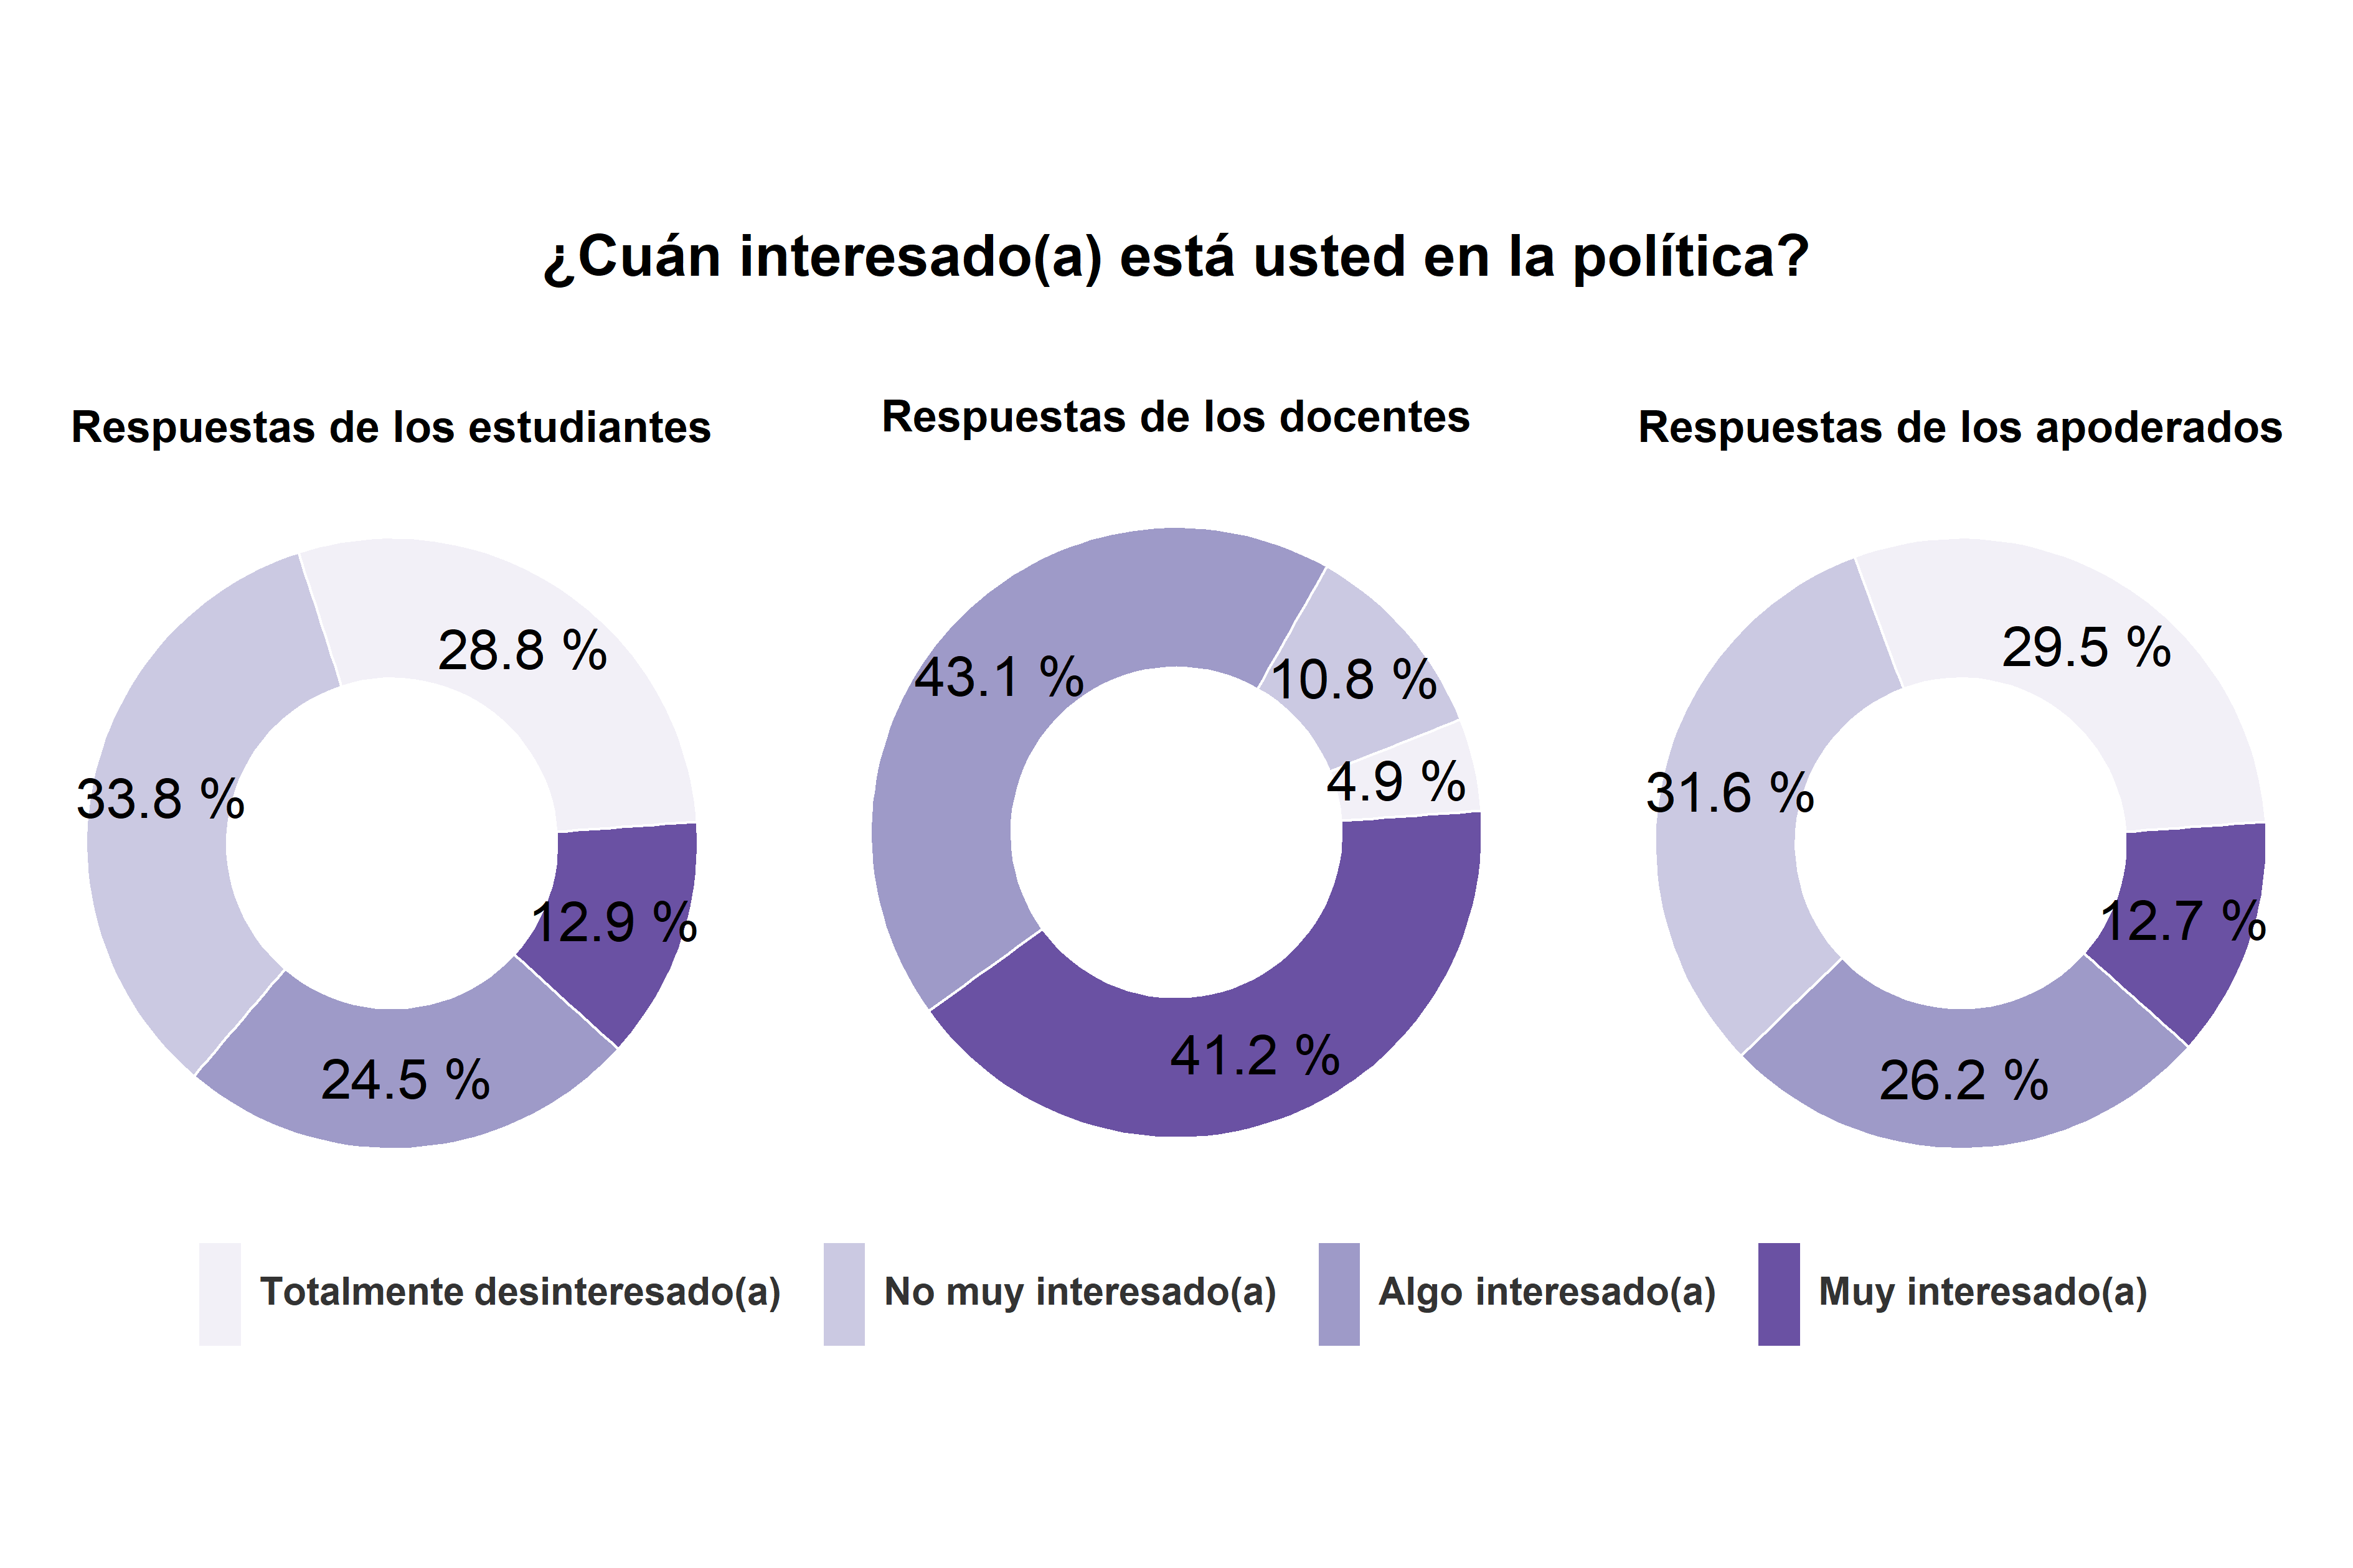 ¿Cuán interesado(a) está usted en la política?
Respuestas de los estudiantes
28.8 %
33.8 %
12.9 %
24.5 %
Respuestas de los docentes
43.1 %
10.8 %
4.9 %
41.2 %
Respuestas de los apoderados
29.5 %
31.6 %
12.7 %
26.2 %
Totalmente desinteresado(a)
No muy interesado(a)
Algo interesado(a)
Muy interesado(a)